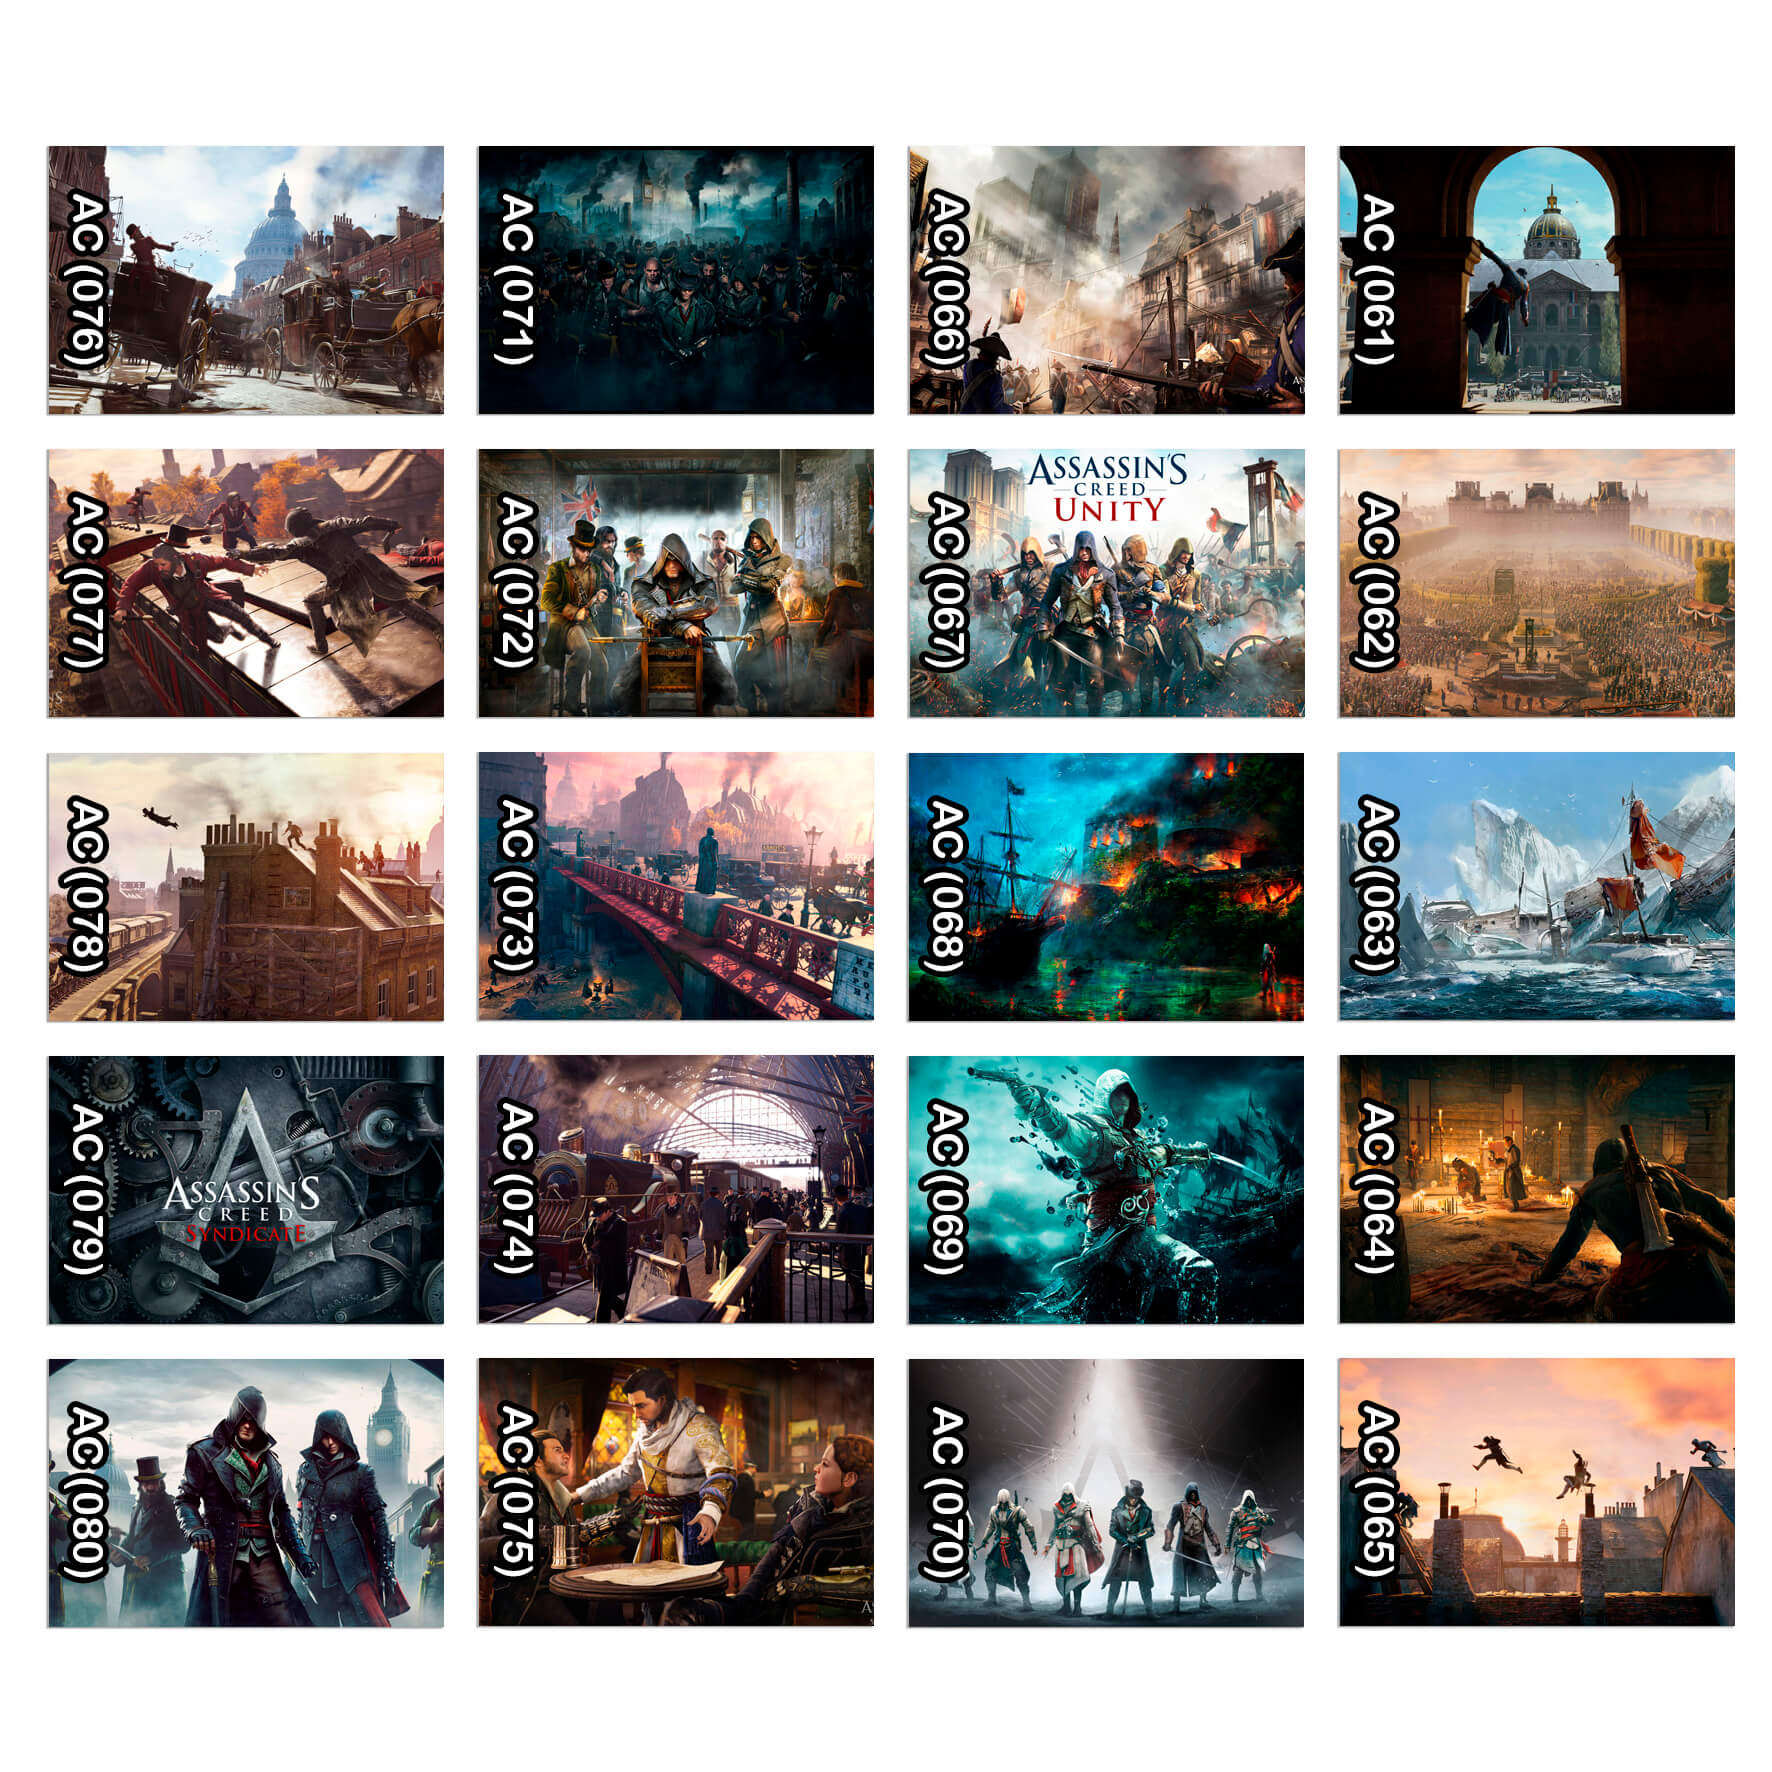 AC (076)
AC (071)
AC (066)
AC (061)
AC (077)
AC (072)
AC (067)
ASSASSIN'S
CREED
UNITY
AC (062)
AC (078)
AC (073)
AC (068)
AC (063)
AC (079)
ASSASSIN'S
CREED
SYNDICATE
AC (074)
AC (069)
AC (064)
AC (080)
AC (075)
AC (070)
AC (065)